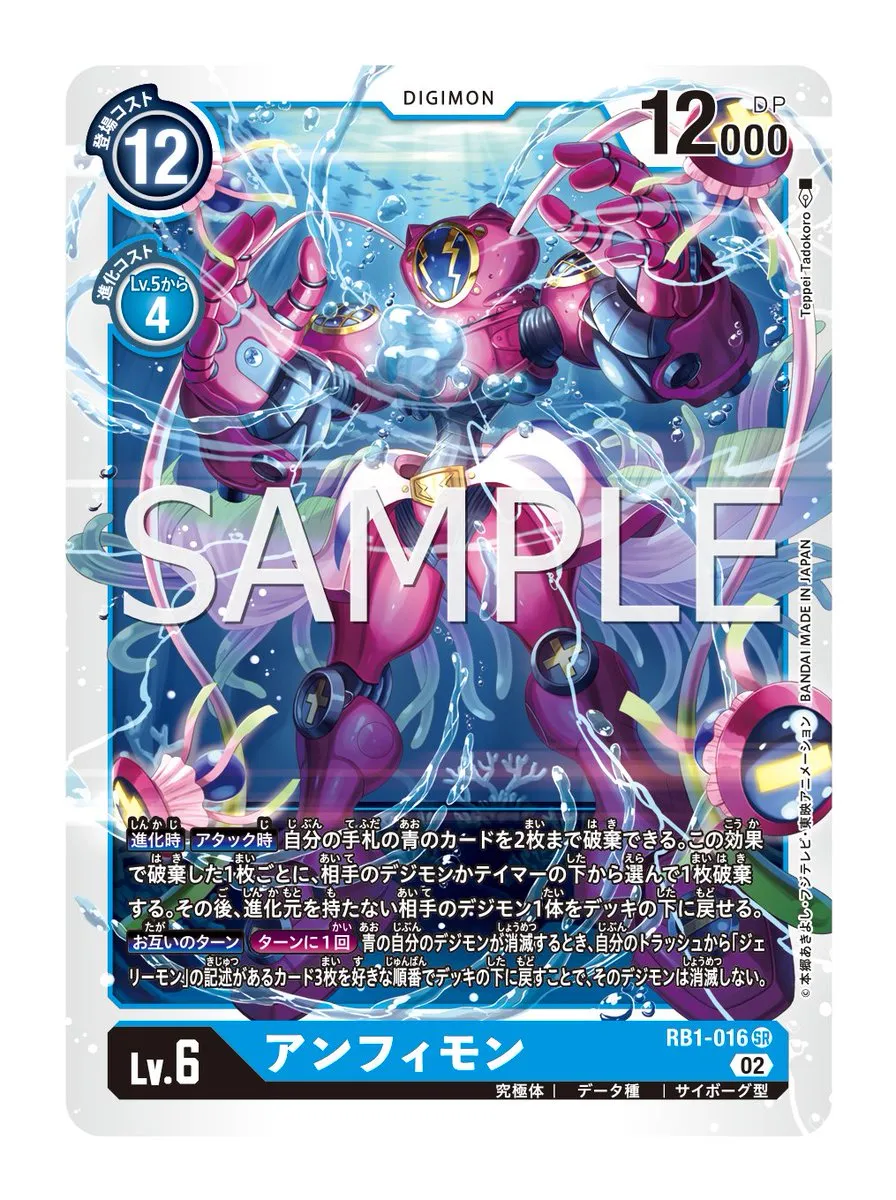 DIGIMON
登場コスト
12
12000
DP
進化コスト
Lv.5から
4
Teppei Tadokoro
SAMPLE
進化時 アタック時 自分の手札の青のカードを2枚まで破棄できる。この効果
で破棄した1枚ごとに、相手のデジモンかテイマーの下から選んで1枚破棄
する。その後、進化元を持たない相手のデジモン1体をデッキの下に戻せる。
お互いのターン ターンに1回 青の自分のデジモンが消滅するとき、自分のトラッシュから「ジェ
リーモン」の記述があるカード3枚を好きな順番でデッキの下に戻すことで、そのデジモンは消滅しない。
© 本郷あきよし・フジテレビ・東映アニメーション BANDAI MADE IN JAPAN
Lv.6
アンフィモン
RB1-016 SR
02
究極体 | データ種 | サイボーグ型